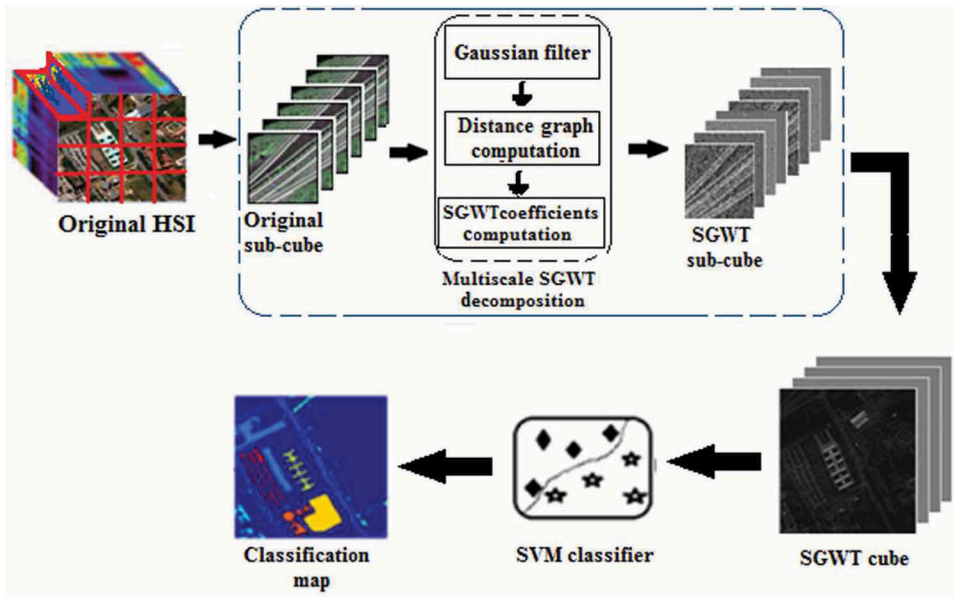 Gaussian filter
Distance graph
computation
SGWTcoefficients
computation
Original HSI
Original
sub-cube
SGWT
sub-cube
Multiscale SGWT
decomposition
Classification
map
SVM classifier
SGWT cube